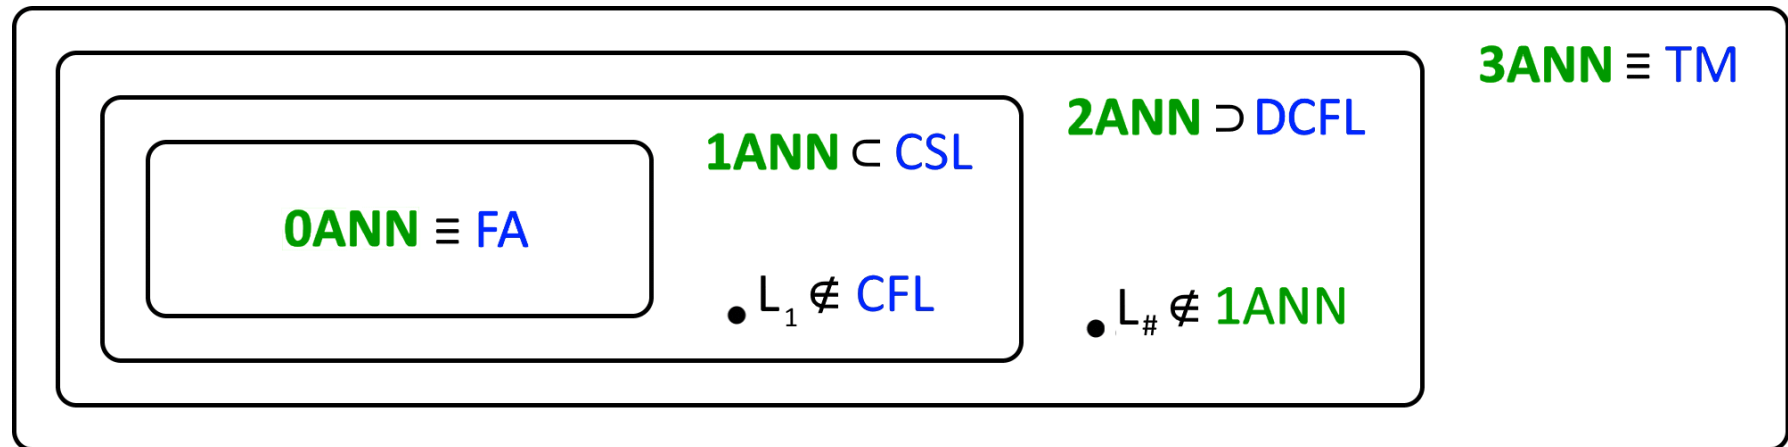 0ANN ≡ FA
1ANN ⊂ CSL
• L₁ ∉ CFL
2ANN ⊃ DCFL
• L# ∉ 1ANN
3ANN ≡ TM